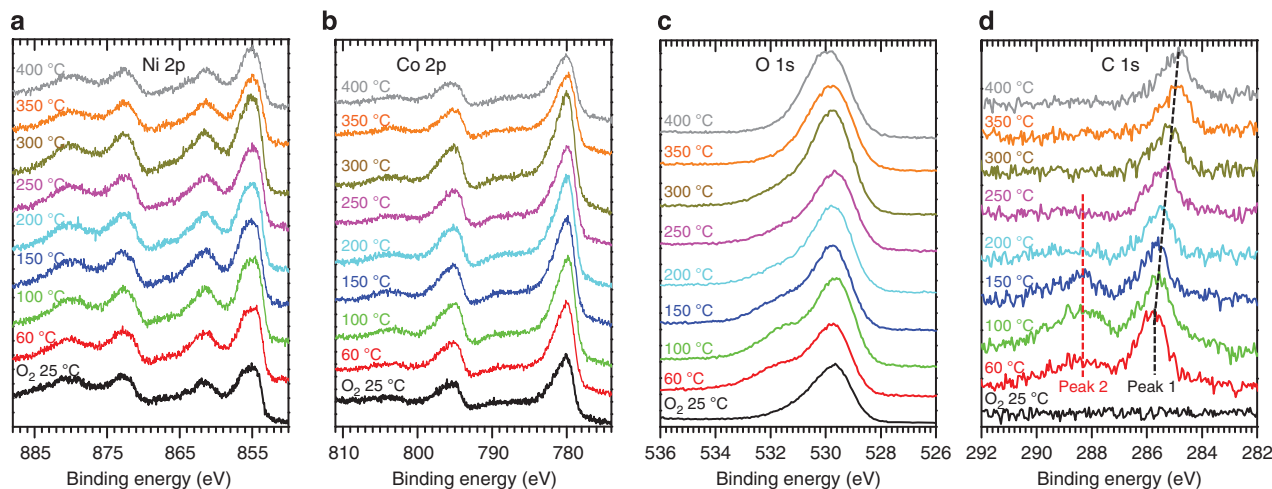 a
Ni 2p
400 °C
350 °C
300 °C
250 °C
200 °C
150 °C
100 °C
60 °C
O2 25 °C
885 875 865 855
Binding energy (eV)
b
Co 2p
400 °C
350 °C
300 °C
250 °C
200 °C
150 °C
100 °C
60 °C
O2 25 °C
810 800 790 780
Binding energy (eV)
c
O 1s
400 °C
350 °C
300 °C
250 °C
200 °C
150 °C
100 °C
60 °C
O2 25 °C
536 534 532 530 528 526
Binding energy (eV)
d
C 1s
400 °C
350 °C
300 °C
250 °C
200 °C
150 °C
100 °C
60 °C
Peak 2 Peak 1
O2 25 °C
292 290 288 286 284 282
Binding energy (eV)